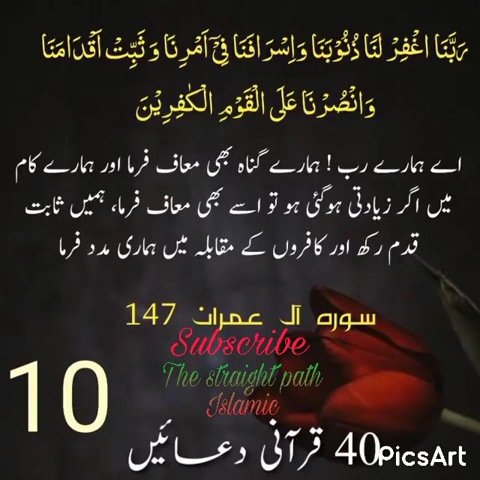 رَبَّنَا اغْفِرْ لَنَا ذُنُوْبَنَا وَاِسْرَافَنَا فِيْۤ اَمْرِنَا وَ ثَبِّتْ اَقْدَامَنَا
وَانْصُرْنَا عَلَى الْقَوْمِ الْكٰفِرِيْنَ
اے ہمارے رب ! ہمارے گناہ بھی معاف فرما اور ہمارے کام
میں اگر زیادتی ہوگئی ہو تو اسے بھی معاف فرما، ہمیں ثابت
قدم رکھ اور کافروں کے مقابلہ میں ہماری مدد فرما
سورہ آل عمران 147
Subscribe
The straight path
Islamic
10
40 قرآنی دعائیں
PicsArt